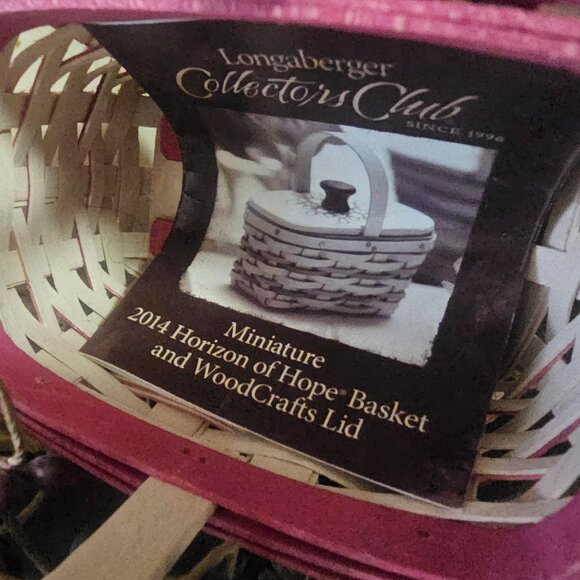 Longaberger
Collectors Club
SINCE 1996
Miniature
2014 Horizon of Hope® Basket
and WoodCrafts Lid